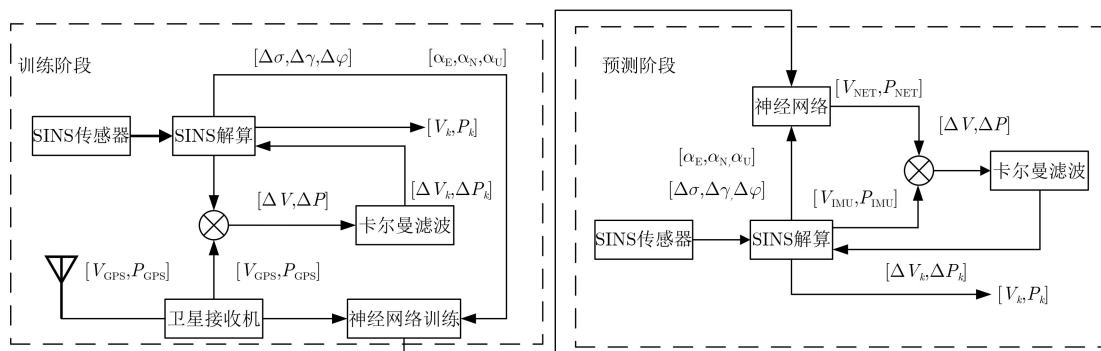 训练阶段
[Δσ,Δγ,Δφ]
[α_E,α_N,α_U]
SINS传感器
SINS解算
[V_k,P_k]
[ΔV_k,ΔP_k]
[ΔV,ΔP]
卡尔曼滤波
[V_GPS,P_GPS]
[V_GPS,P_GPS]
卫星接收机
神经网络训练
预测阶段
神经网络
[V_NET,P_NET]
[ΔV,ΔP]
卡尔曼滤波
[α_E,α_N,α_U]
[Δσ,Δγ,Δφ]
[V_IMU,P_IMU]
SINS传感器
SINS解算
[ΔV_k,ΔP_k]
[V_k,P_k]